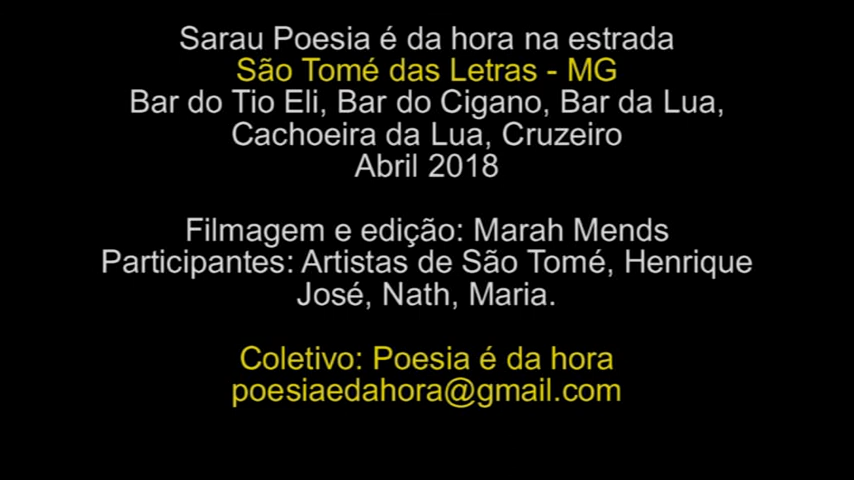 Sarau Poesia é da hora na estrada
São Tomé das Letras - MG
Bar do Tio Eli, Bar do Cigano, Bar da Lua,
Cachoeira da Lua, Cruzeiro
Abril 2018
Filmagem e edição: Marah Mends
Participantes: Artistas de São Tomé, Henrique
José, Nath, Maria.
Coletivo: Poesia é da hora
poesiaedahora@gmail.com